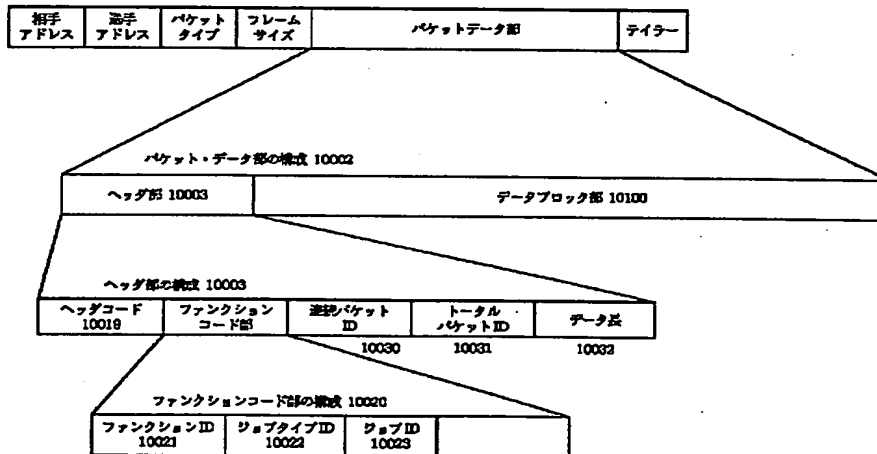 相手
アドレス
送手
アドレス
パケット
タイプ
フレーム
サイズ
パケットデータ部
テイラー
パケット・データ部の構成 10002
ヘッダ部 10003
データブロック部 10100
ヘッダ部の構成 10003
ヘッダコード
10019
ファンクション
コード部
連続パケット
ID
トータル
パケットID
データ長
10030
10031
10032
ファンクションコード部の構成 10020
ファンクションID
10021
ジョブタイプID
10022
ジョブID
10023